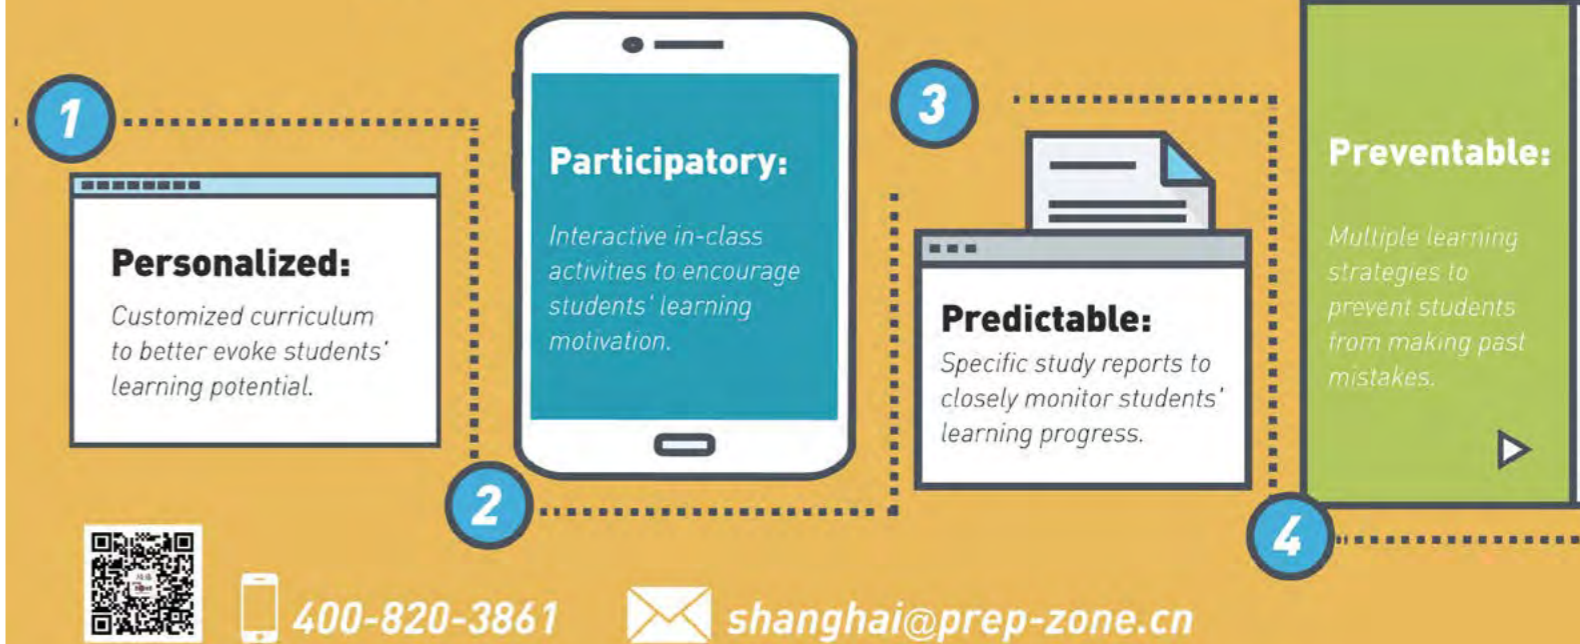 1
Personalized:
Customized curriculum
to better evoke students'
learning potential.
2
Participatory:
Interactive in-class
activities to encourage
students' learning
motivation.
3
Predictable:
Specific study reports to
closely monitor students'
learning progress.
4
Preventable:
Multiple learning
strategies to
prevent students
from making past
mistakes.
400-820-3861
shanghai@prep-zone.cn